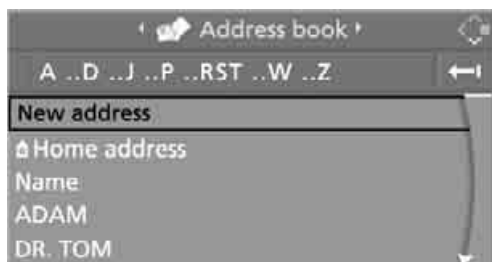 Address book
A ..D ..J ..P ..RST ..W ..Z
New address
Home address
Name
ADAM
DR. TOM